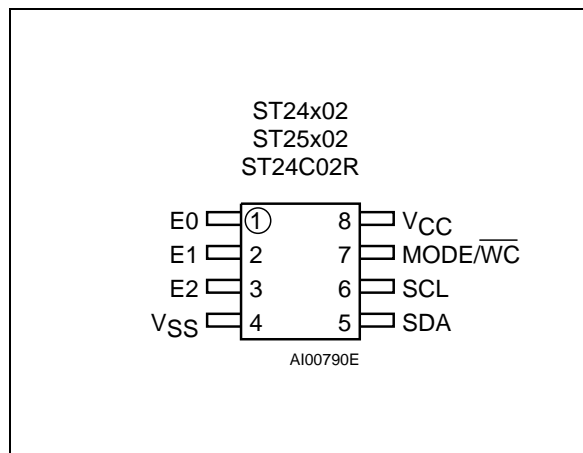 ST24x02
ST25x02
ST24C02R
E0 1 8 VCC
E1 2 7 MODE/W̅C̅
E2 3 6 SCL
VSS 4 5 SDA
AI00790E